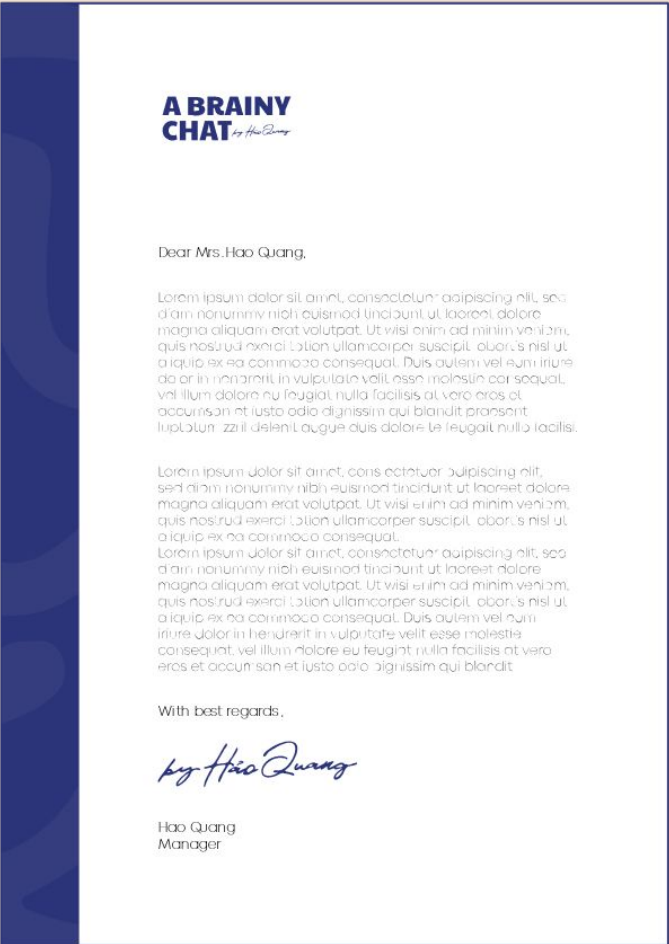 A BRAINY
CHAT by Hảo Quang
Dear Mrs. Hao Quang,
Lorem ipsum dolor sit amet, consectetuer adipiscing elit, sed
diam nonummy nibh euismod tincidunt ut laoreet dolore
magna aliquam erat volutpat. Ut wisi enim ad minim veniam,
quis nostrud exerci tation ullamcorper suscipit lobortis nisl ut
aliquip ex ea commodo consequat. Duis autem vel eum iriure
dolor in hendrerit in vulputate velit esse molestie consequat,
vel illum dolore eu feugiat nulla facilisis at vero eros et
accumsan et iusto odio dignissim qui blandit praesent
luptatum zzril delenit augue duis dolore te feugait nulla facilisi.
Lorem ipsum dolor sit amet, cons ectetuer adipiscing elit,
sed diam nonummy nibh euismod tincidunt ut laoreet dolore
magna aliquam erat volutpat. Ut wisi enim ad minim veniam,
quis nostrud exerci tation ullamcorper suscipit lobortis nisl ut
aliquip ex ea commodo consequat.
Lorem ipsum dolor sit amet, consectetuer adipiscing elit, sed
diam nonummy nibh euismod tincidunt ut laoreet dolore
magna aliquam erat volutpat. Ut wisi enim ad minim veniam,
quis nostrud exerci tation ullamcorper suscipit lobortis nisl ut
aliquip ex ea commodo consequat. Duis autem vel eum
iriure dolor in hendrerit in vulputate velit esse molestie
consequat, vel illum dolore eu feugiat nulla facilisis at vero
eros et accumsan et iusto odio dignissim qui blandit
With best regards,
by Hảo Quang
Hao Quang
Manager